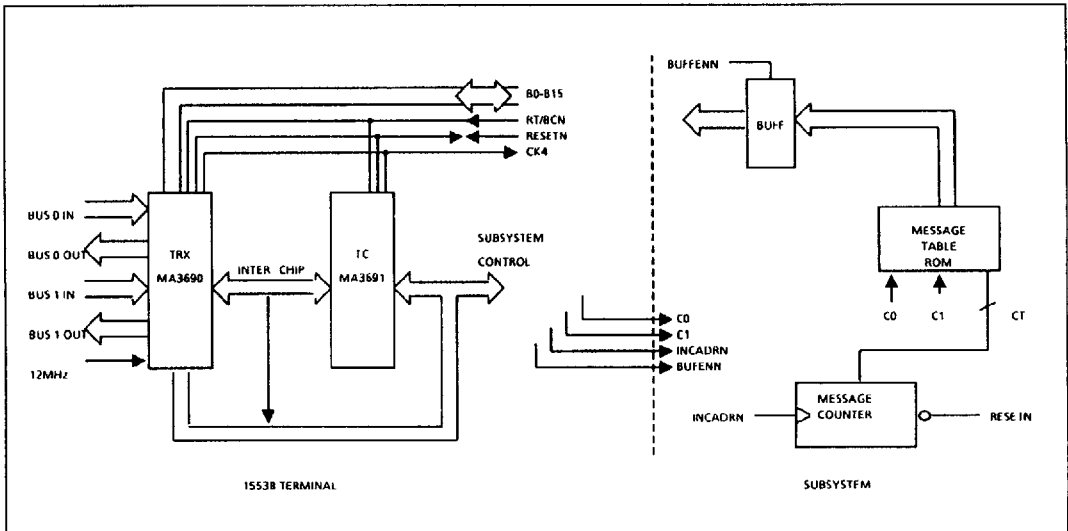 BUFFENN
B0-B15
RT/BCN
RESETN
CK4
BUFF
BUS 0 IN
BUS 0 OUT
BUS 1 IN
BUS 1 OUT
12MHz
TRX
MA3690
INTER CHIP
TC
MA3691
SUBSYSTEM
CONTROL
C0
C1
INCADRN
BUFENN
MESSAGE
TABLE
ROM
C0
C1
CT
MESSAGE
COUNTER
INCADRN
RESE IN
1553B TERMINAL
SUBSYSTEM